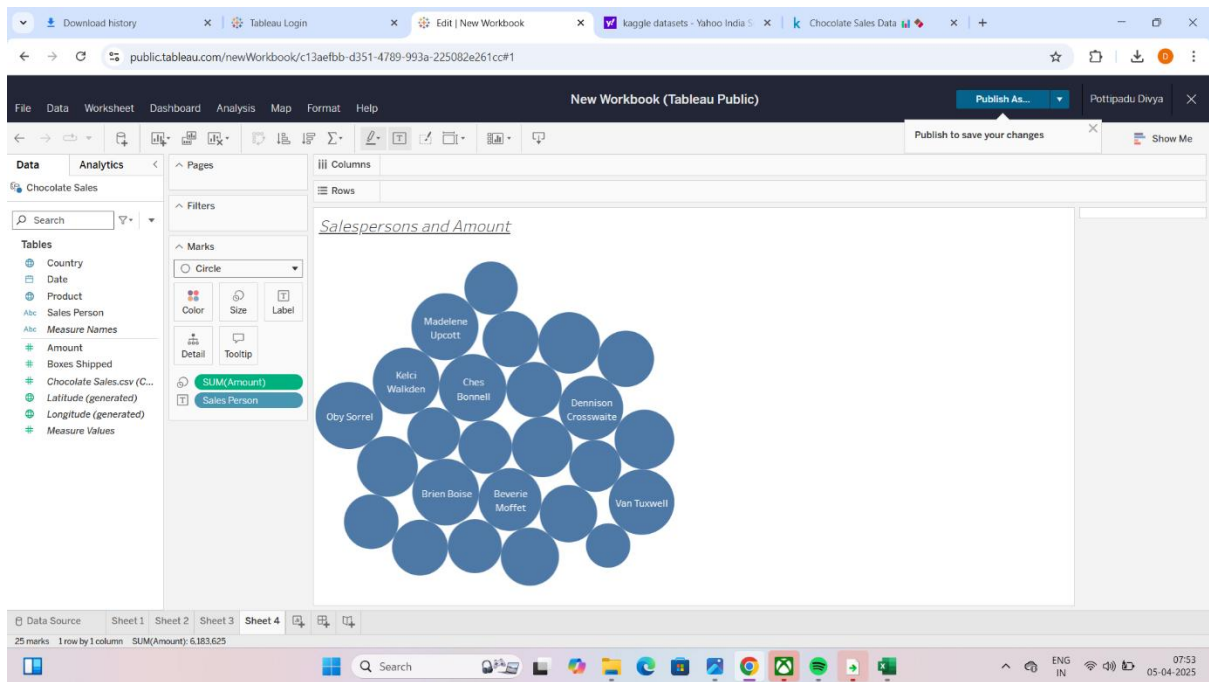 Download history
Tableau Login
Edit | New Workbook
kaggle datasets - Yahoo India S
Chocolate Sales Data
public.tableau.com/newWorkbook/c13aefbb-d351-4789-993a-225082e261cc#1
D
File Data Worksheet Dashboard Analysis Map Format Help
New Workbook (Tableau Public)
Publish As...
Pottipadu Divya
Publish to save your changes
Show Me
Data Analytics
Chocolate Sales
Search
Tables
Country
Date
Product
Abc Sales Person
Abc Measure Names
# Amount
# Boxes Shipped
# Chocolate Sales.csv (C...
Latitude (generated)
Longitude (generated)
# Measure Values
Pages
Filters
Marks
Circle
Color Size Label
Detail Tooltip
SUM(Amount)
T Sales Person
iii Columns
Rows
Salespersons and Amount
Madelene
Upcott
Kelci
Walkden
Ches
Bonnell
Oby Sorrel
Dennison
Crosswaite
Brien Boise
Beverie
Moffet
Van Tuxwell
Data Source Sheet 1 Sheet 2 Sheet 3 Sheet 4
25 marks 1 row by 1 column SUM(Amount): 6,183,625
Search
ENG
IN
07:53
05-04-2025